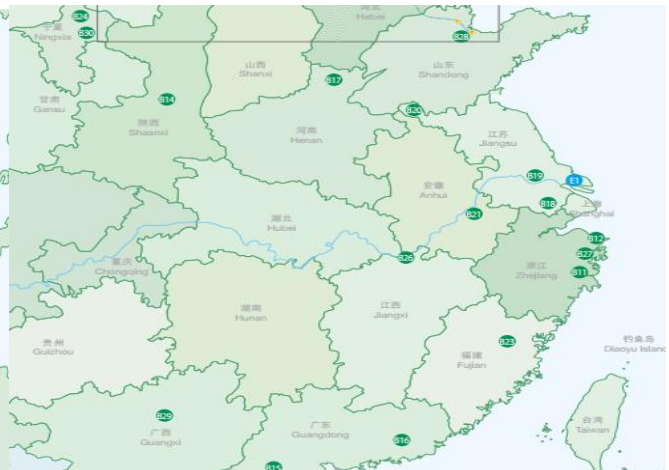 河北
Hebei
B24
宁夏
Ningxia
B30
B28
山西
Shanxi
山东
Shandong
B17
甘肃
Gansu
B14
陕西
Shaanxi
B20
河南
Henan
江苏
Jiangsu
安徽
Anhui
B19
E1
B18
上海
Shanghai
B21
湖北
Hubei
B12
B27
浙江
Zhejiang
B11
重庆
Chongqing
B26
湖南
Hunan
江西
Jiangxi
贵州
Guizhou
B23
福建
Fujian
钓鱼岛
Diaoyu Island
B29
广西
Guangxi
广东
Guangdong
B16
B15
台湾
Taiwan